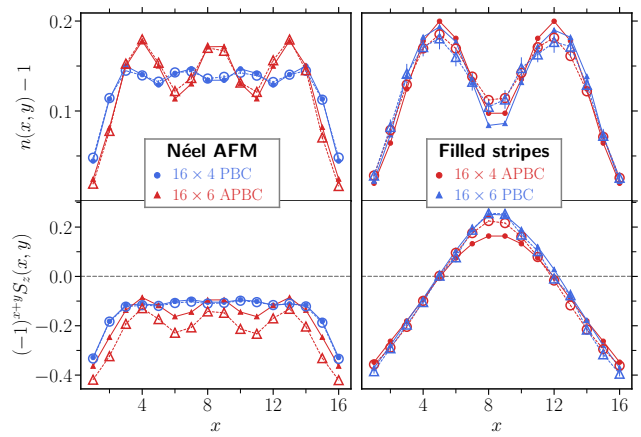 n(x, y) − 1
0.2
0.1
Néel AFM
16 × 4 PBC
16 × 6 APBC
Filled stripes
16 × 4 APBC
16 × 6 PBC
(−1)^{x+y} S_z(x, y)
0.2
0.0
−0.2
−0.4
4 8 12 16
4 8 12 16
x
x